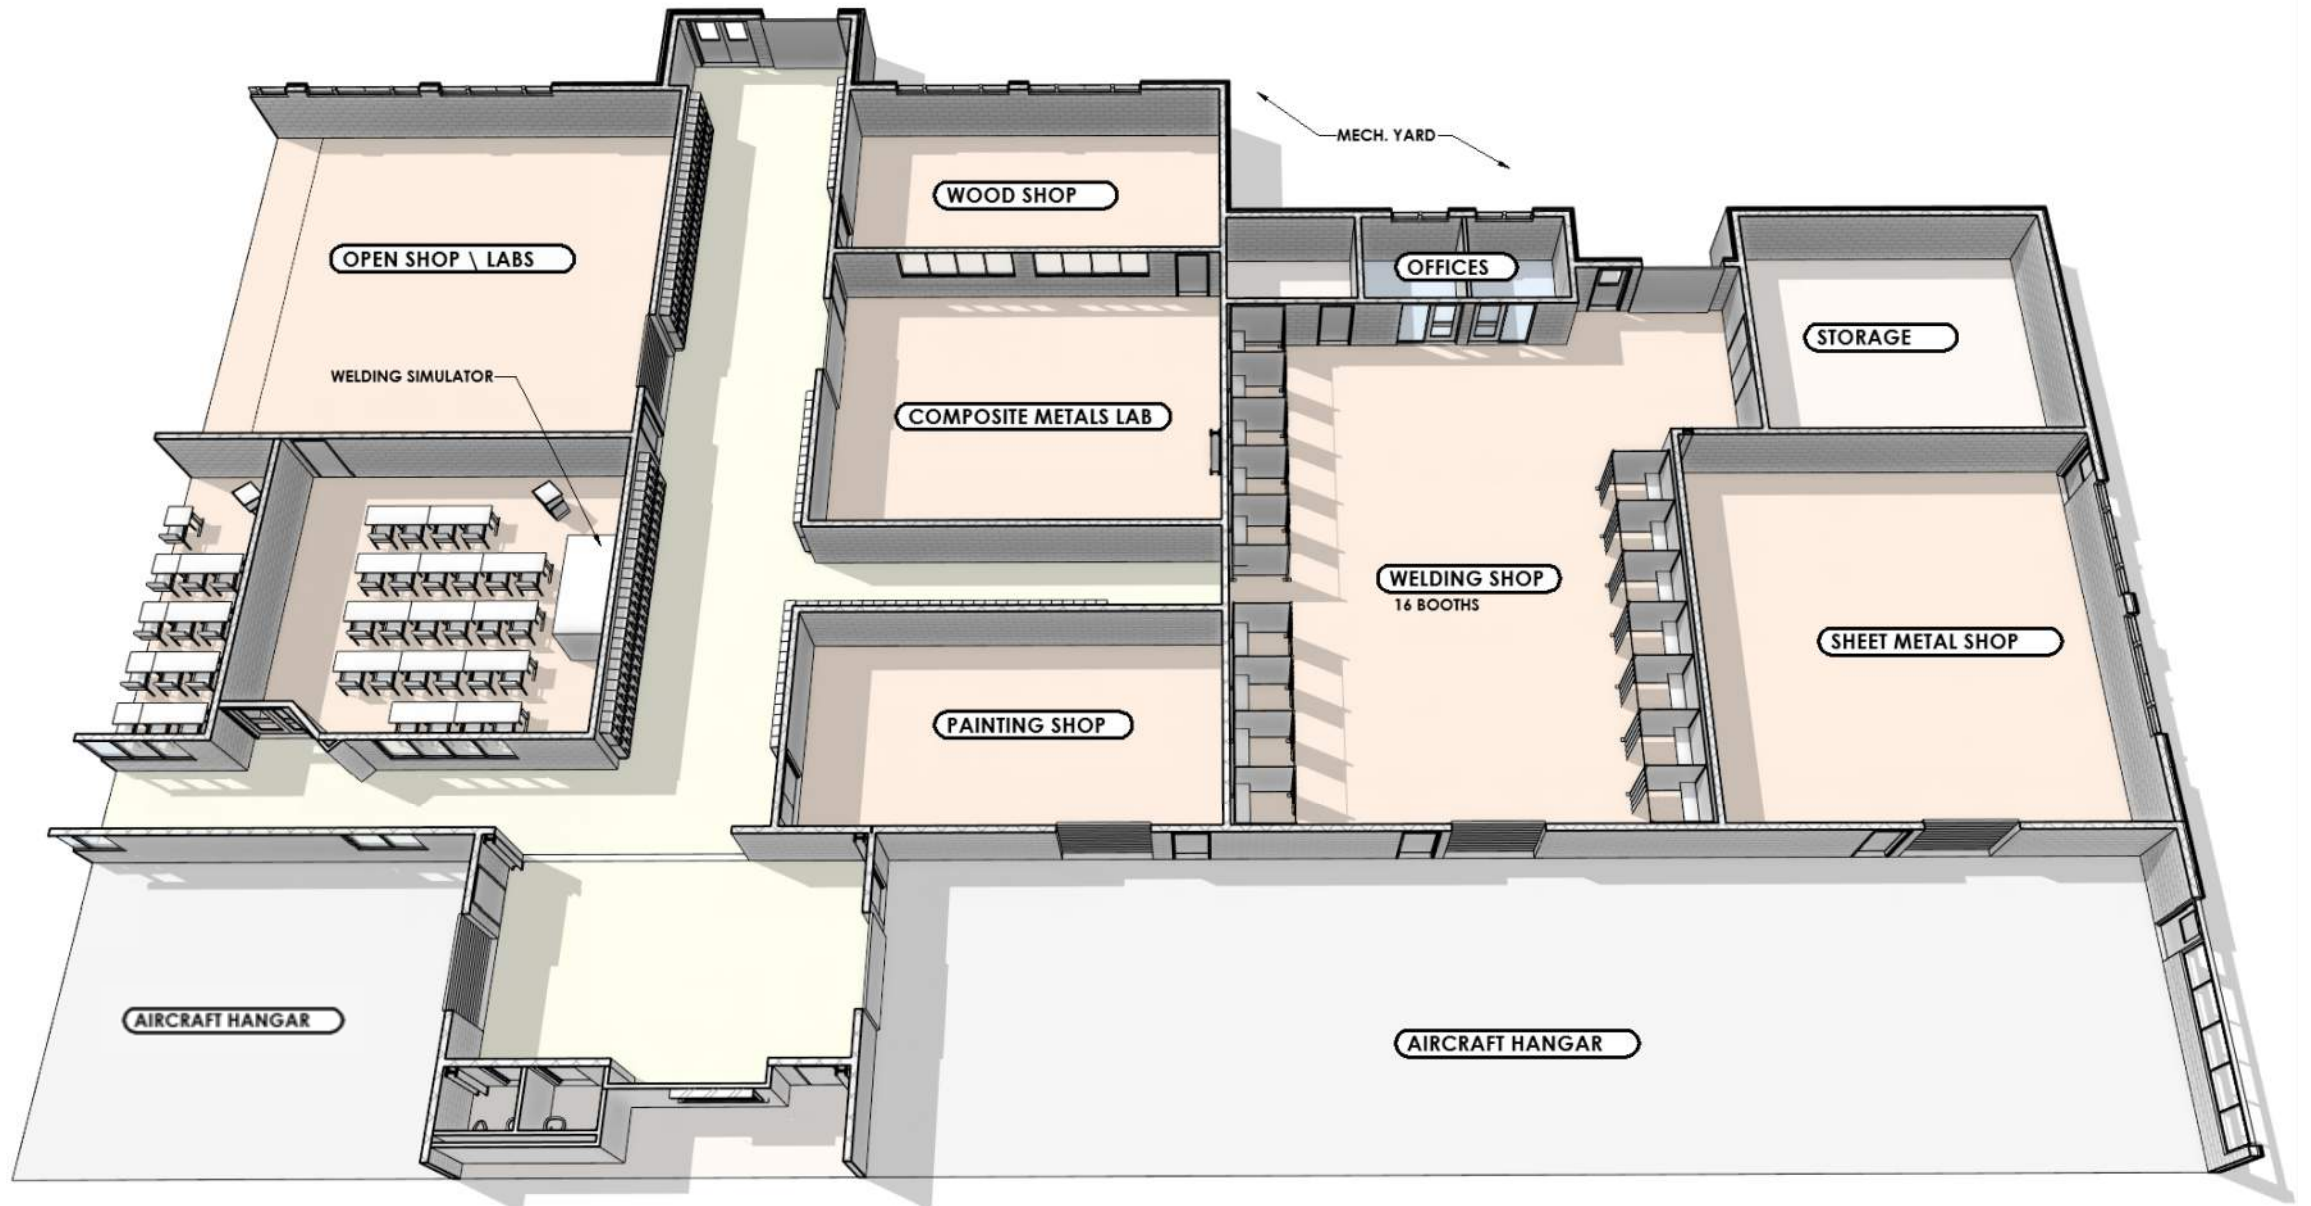 MECH. YARD
WOOD SHOP
OPEN SHOP \ LABS
OFFICES
STORAGE
WELDING SIMULATOR
COMPOSITE METALS LAB
WELDING SHOP
16 BOOTHS
SHEET METAL SHOP
PAINTING SHOP
AIRCRAFT HANGAR
AIRCRAFT HANGAR